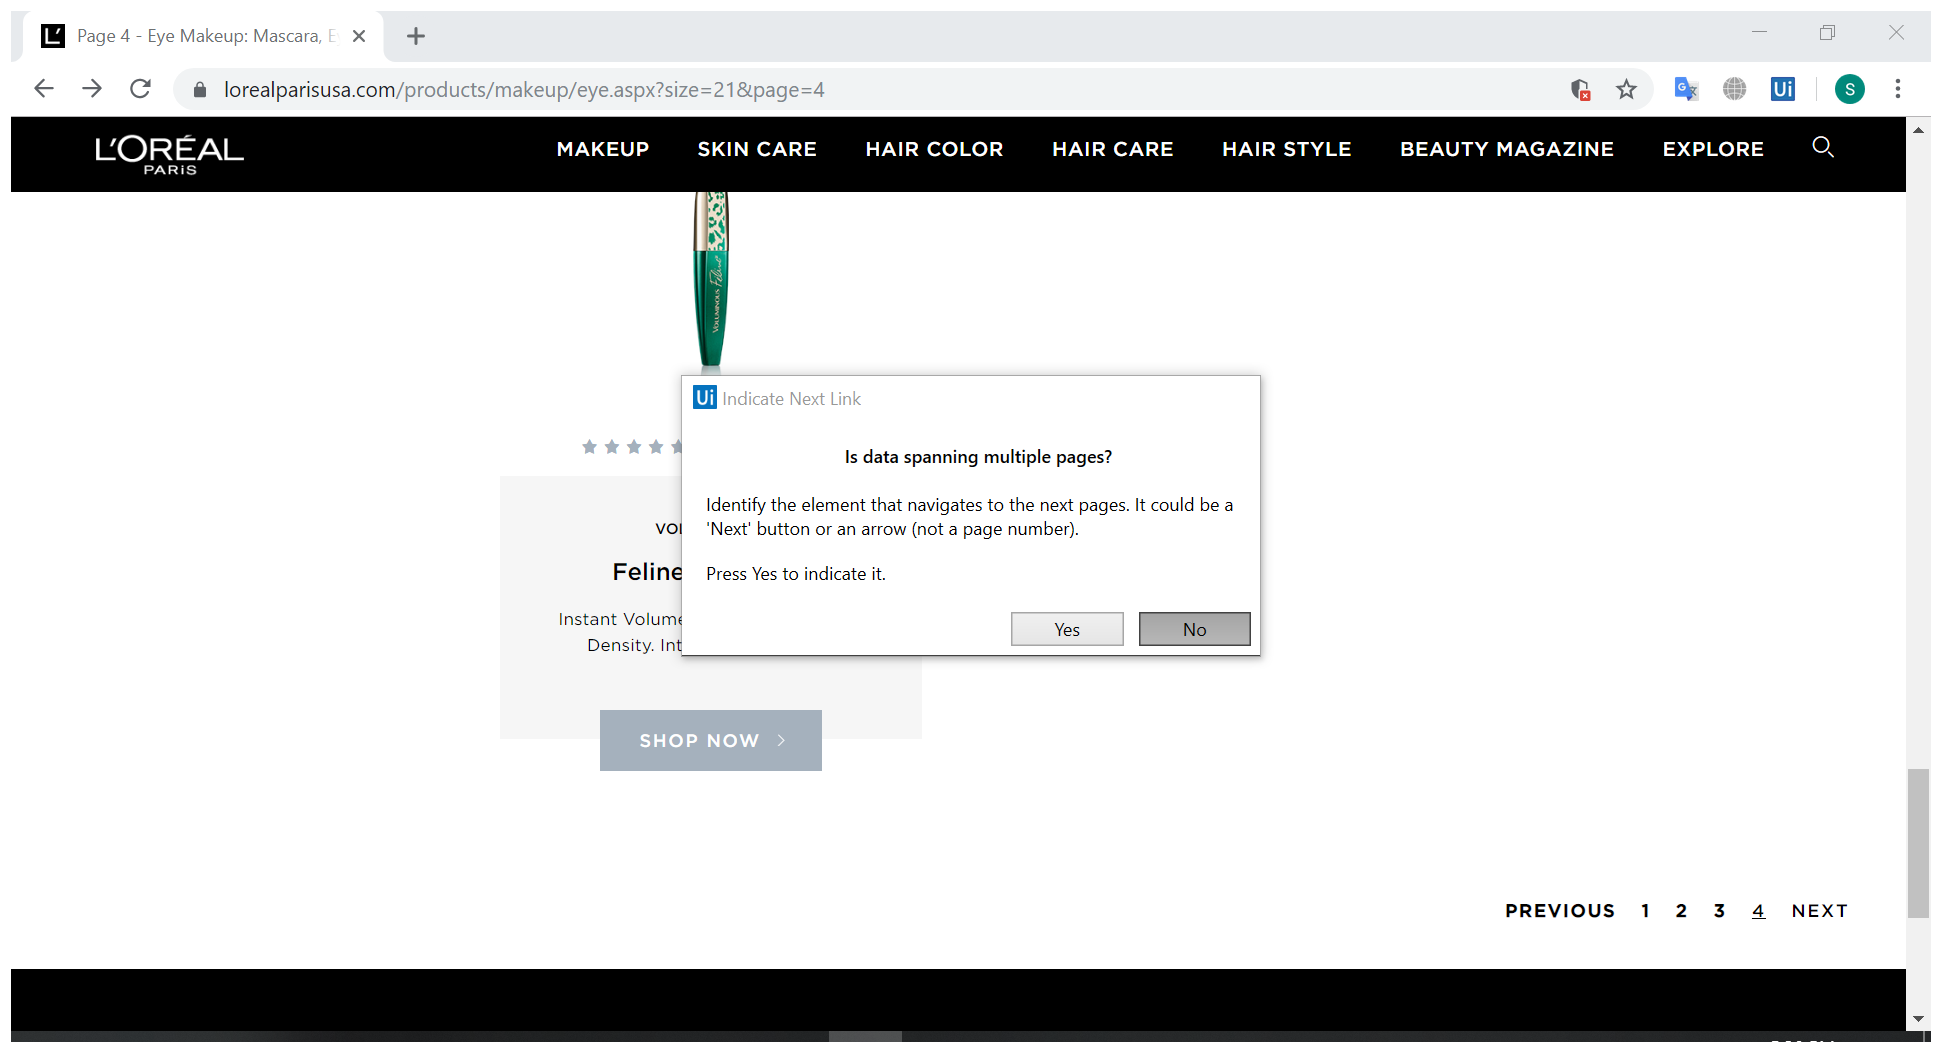 L' Page 4 - Eye Makeup: Mascara,
lorealparisusa.com/products/makeup/eye.aspx?size=21&page=4
Ui
S
L'ORÉAL
PARiS
MAKEUP SKIN CARE HAIR COLOR HAIR CARE HAIR STYLE BEAUTY MAGAZINE EXPLORE
VOLUMINOUS
Ui Indicate Next Link
Is data spanning multiple pages?
Identify the element that navigates to the next pages. It could be a
'Next' button or an arrow (not a page number).
Press Yes to indicate it.
Yes No
Feline
Instant Volume
Density.
SHOP NOW
PREVIOUS 1 2 3 4 NEXT